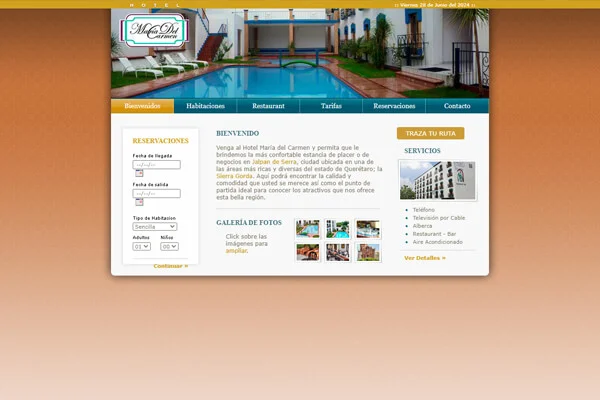 H O T E L
:: Viernes 28 de Junio del 2024 ::
María Del
Carmen
Bienvenidos
Habitaciones
Restaurant
Tarifas
Reservaciones
Contacto
RESERVACIONES
Fecha de llegada
--/--/----
Fecha de salida
--/--/----
Tipo de Habitacion
Sencilla
Adultos
Niños
01
00
Continuar »
BIENVENIDO
Venga al Hotel María del Carmen y permita que le
brindemos la más confortable estancia de placer o de
negocios en Jalpan de Serra, ciudad ubicada en una de
las áreas más ricas y diversas del estado de Querétaro; la
Sierra Gorda. Aquí podrá encontrar la calidad y
comodidad que usted se merece así como el punto de
partida ideal para conocer los atractivos que nos ofrece
esta bella región.
GALERÍA DE FOTOS
Click sobre las
imágenes para
ampliar.
TRAZA TU RUTA
SERVICIOS
Teléfono
Televisión por Cable
Alberca
Restaurant - Bar
Aire Acondicionado
Ver Detalles »